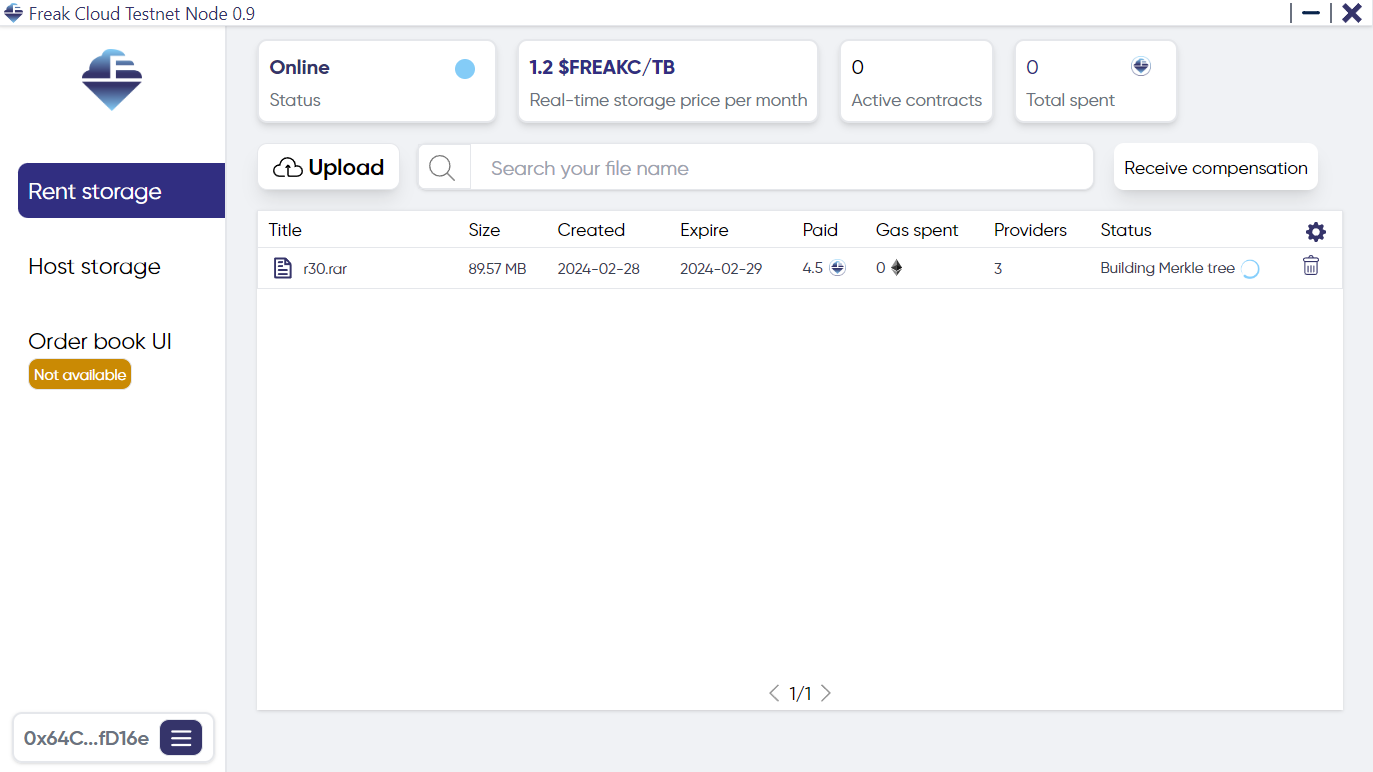 Freak Cloud Testnet Node 0.9
Rent storage
Host storage
Order book UI
Not available
0x64C...fD16e
Online
Status
1.2 $FREAKC/TB
Real-time storage price per month
0
Active contracts
0
Total spent
Upload
Search your file name
Receive compensation
Title Size Created Expire Paid Gas spent Providers Status
r30.rar 89.57 MB 2024-02-28 2024-02-29 4.5 0 3 Building Merkle tree
1/1